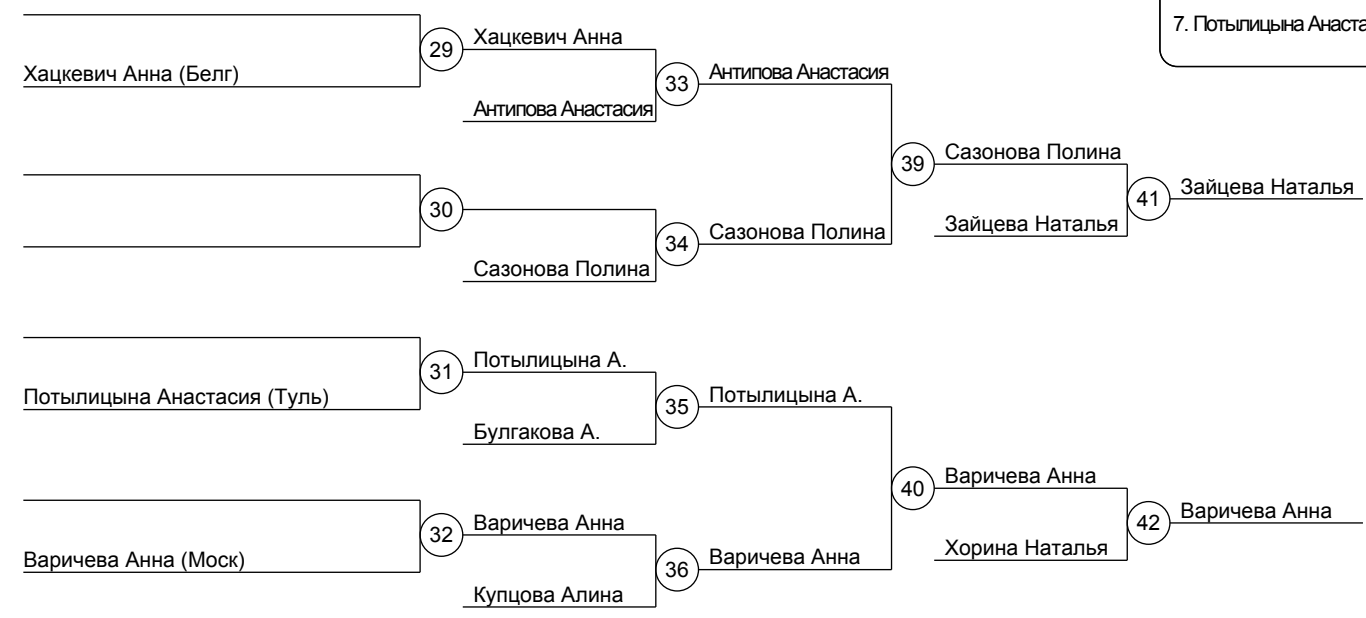 7. Потылицына Анаста
29 Хацкевич Анна
Хацкевич Анна (Белг)
33 Антипова Анастасия
Антипова Анастасия
39 Сазонова Полина
30
41 Зайцева Наталья
34 Сазонова Полина
Зайцева Наталья
Сазонова Полина
31 Потылицына А.
Потылицына Анастасия (Туль)
35 Потылицына А.
Булгакова А.
40 Варичева Анна
32 Варичева Анна
42 Варичева Анна
Варичева Анна (Моск)
36 Варичева Анна
Хорина Наталья
Купцова Алина